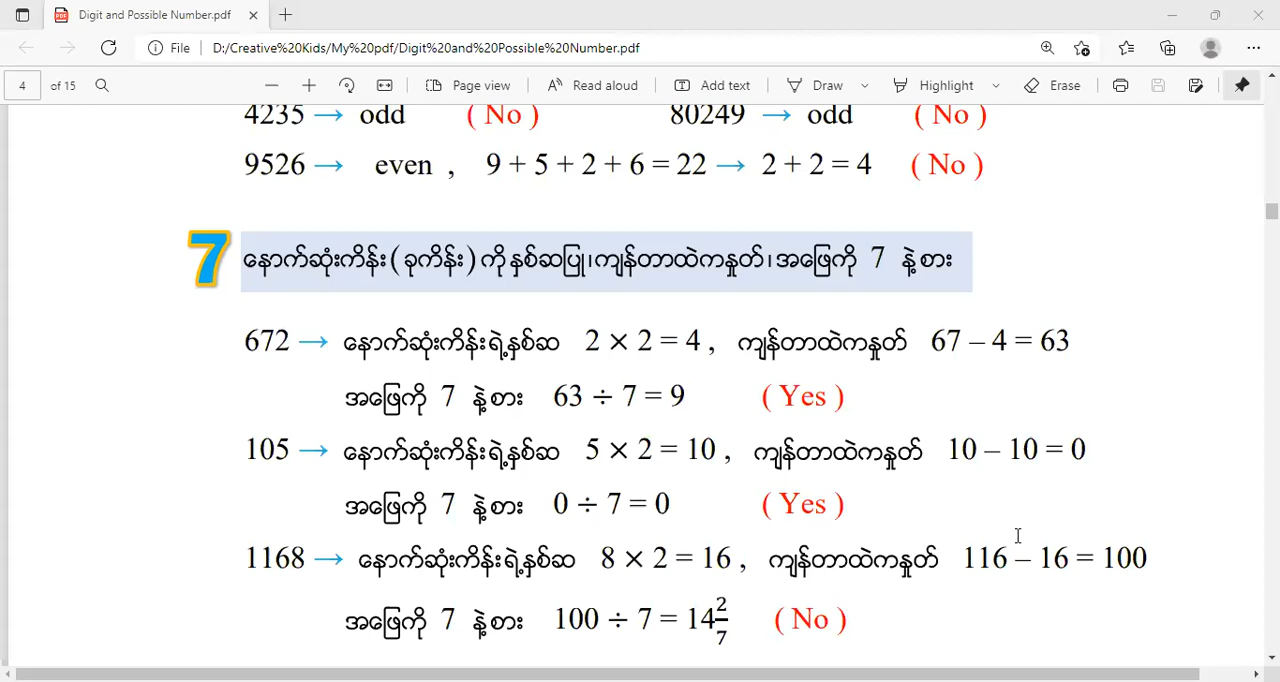 Digit and Possible Number.pdf
File D:/Creative%20Kids/My%20pdf/Digit%20and%20Possible%20Number.pdf
4 of 15 Page view Read aloud Add text Draw Highlight Erase
4235 → odd ( No ) 80249 → odd ( No )
9526 → even , 9 + 5 + 2 + 6 = 22 → 2 + 2 = 4 ( No )
7 နောက်ဆုံးကိန်း(ခုကိန်း)ကိုနှစ်ဆပြု၊ကျန်တာထဲကနှုတ်၊အဖြေကို 7 နဲ့စား
672 → နောက်ဆုံးကိန်းရဲ့နှစ်ဆ 2 × 2 = 4 , ကျန်တာထဲကနှုတ် 67 – 4 = 63
အဖြေကို 7 နဲ့စား 63 ÷ 7 = 9 ( Yes )
105 → နောက်ဆုံးကိန်းရဲ့နှစ်ဆ 5 × 2 = 10 , ကျန်တာထဲကနှုတ် 10 – 10 = 0
အဖြေကို 7 နဲ့စား 0 ÷ 7 = 0 ( Yes )
1168 → နောက်ဆုံးကိန်းရဲ့နှစ်ဆ 8 × 2 = 16 , ကျန်တာထဲကနှုတ် 116 – 16 = 100
အဖြေကို 7 နဲ့စား 100 ÷ 7 = 14 2/7 ( No )